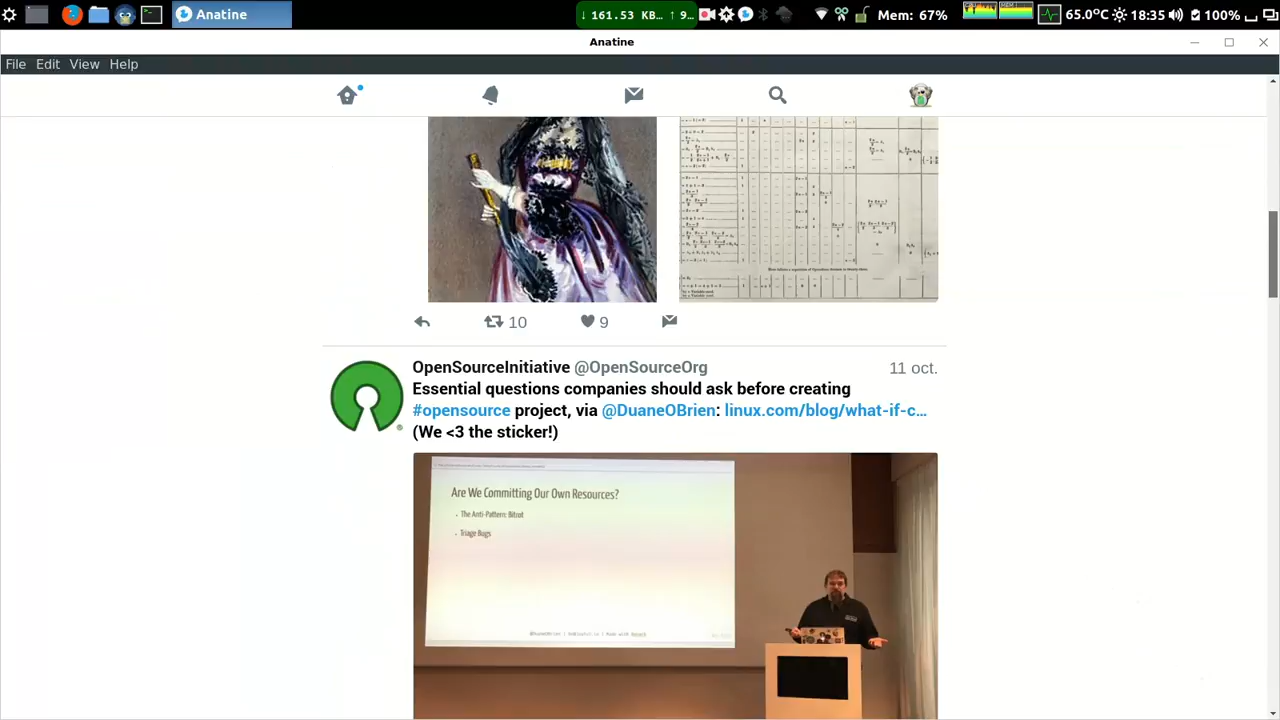 Anatine
161.53 KB... ↑ 9...
Mem: 67%
65.0ºC
18:35
100%
Anatine
File Edit View Help
10
9
OpenSourceInitiative @OpenSourceOrg
11 oct.
Essential questions companies should ask before creating
#opensource project, via @DuaneOBrien: linux.com/blog/what-if-c...
(We <3 the sticker!)
Are We Committing Our Own Resources?
The Anti-Pattern: Bitrot
Triage Bugs